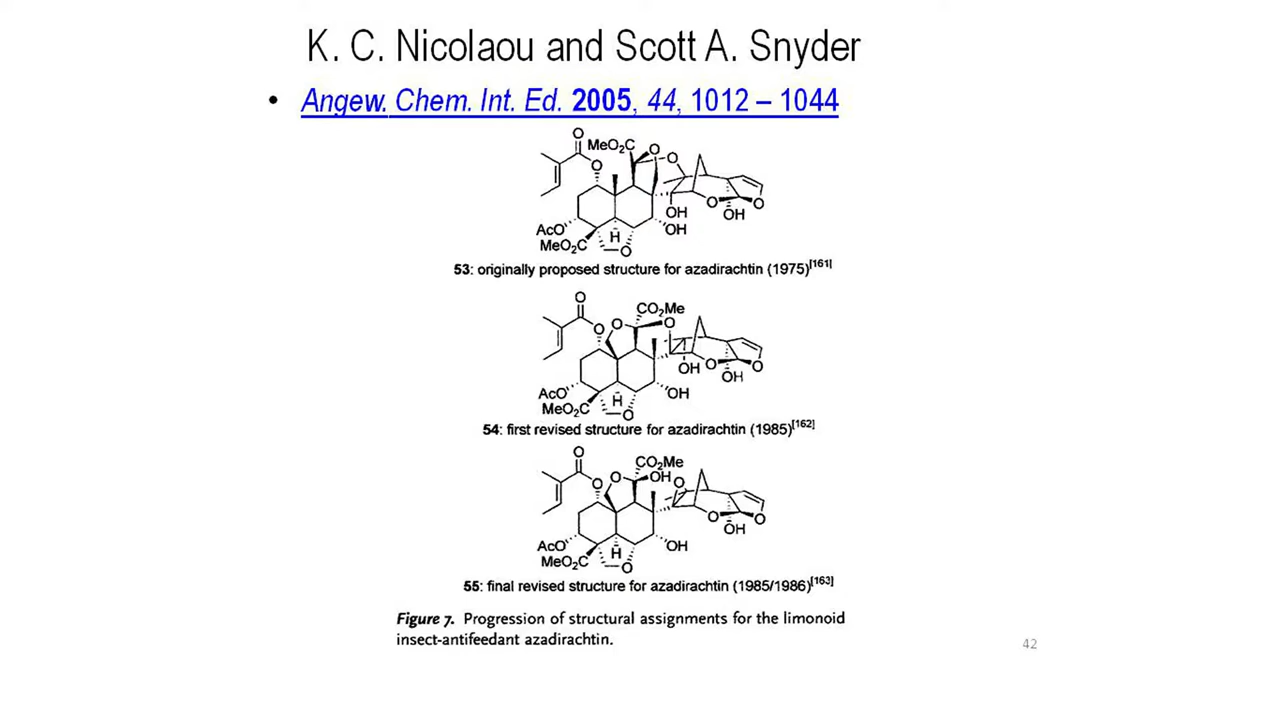 K. C. Nicolaou and Scott A. Snyder
• Angew. Chem. Int. Ed. 2005, 44, 1012 – 1044
O
MeO₂C
O
O
O
O
O
OH
OH
AcO
H
OH
MeO₂C
O
53: originally proposed structure for azadirachtin (1975)[161]
O
CO₂Me
O
O
O
O
O
OH
OH
AcO
H
OH
MeO₂C
O
54: first revised structure for azadirachtin (1985)[162]
O
CO₂Me
O
OH
O
O
O
O
OH
AcO
H
OH
MeO₂C
O
55: final revised structure for azadirachtin (1985/1986)[163]
Figure 7. Progression of structural assignments for the limonoid
insect-antifeedant azadirachtin.
42